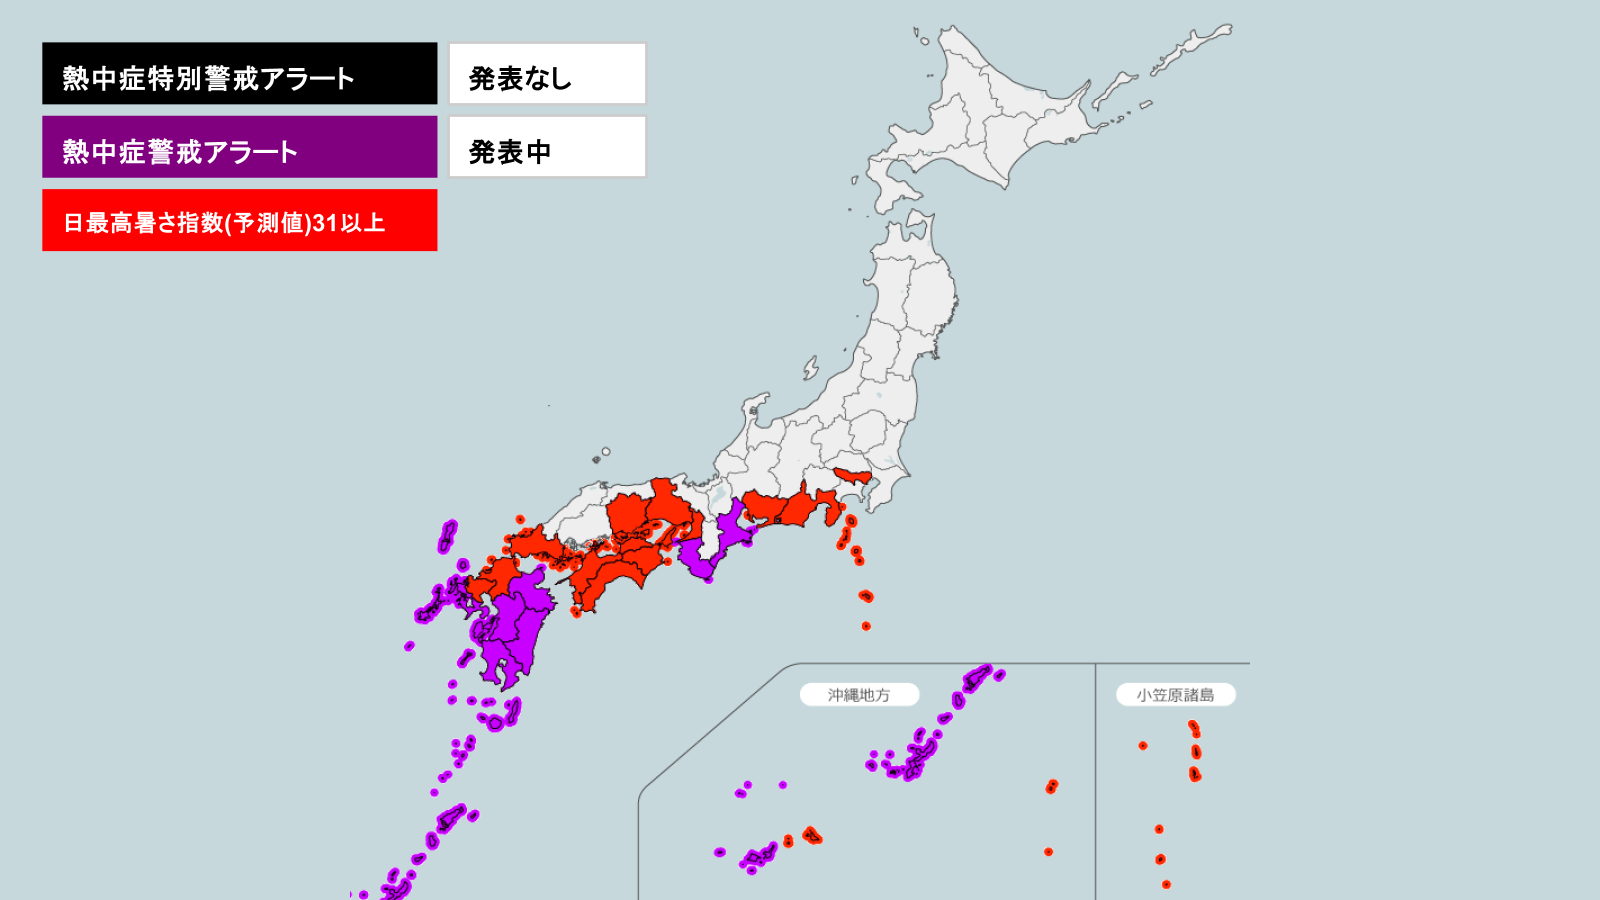 熱中症特別警戒アラート
発表なし
熱中症警戒アラート
発表中
日最高暑さ指数(予測値)31以上
沖縄地方
小笠原諸島